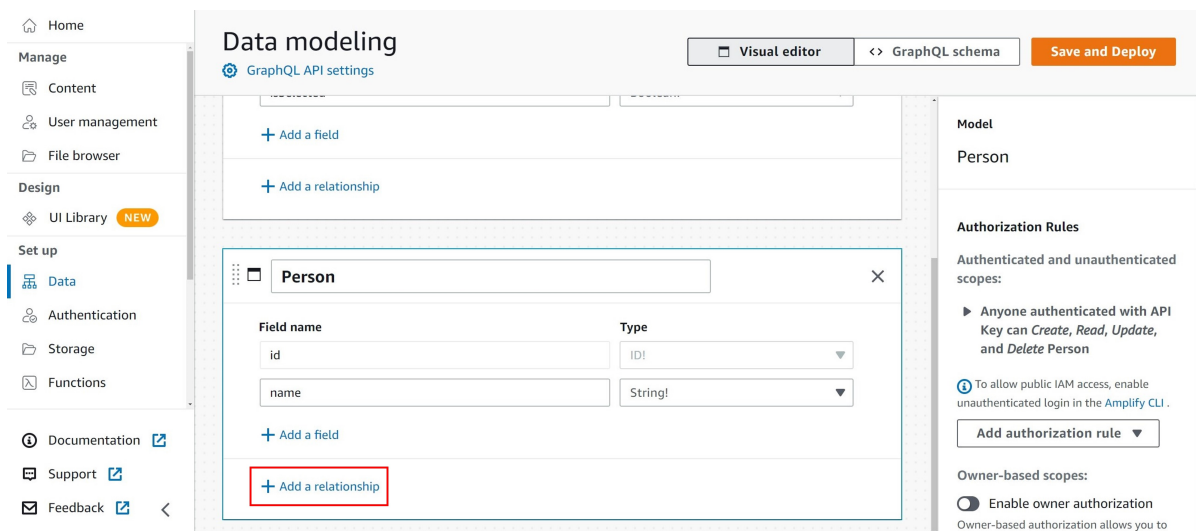 Home
Manage
Content
User management
File browser
Design
UI Library NEW
Set up
Data
Authentication
Storage
Functions
Documentation
Support
Feedback
Data modeling
GraphQL API settings
Visual editor
<> GraphQL schema
Save and Deploy
+ Add a field
+ Add a relationship
Person
Field name Type
id ID!
name String!
+ Add a field
+ Add a relationship
Model
Person
Authorization Rules
Authenticated and unauthenticated
scopes:
Anyone authenticated with API
Key can Create, Read, Update,
and Delete Person
To allow public IAM access, enable
unauthenticated login in the Amplify CLI .
Add authorization rule
Owner-based scopes:
Enable owner authorization
Owner-based authorization allows you to